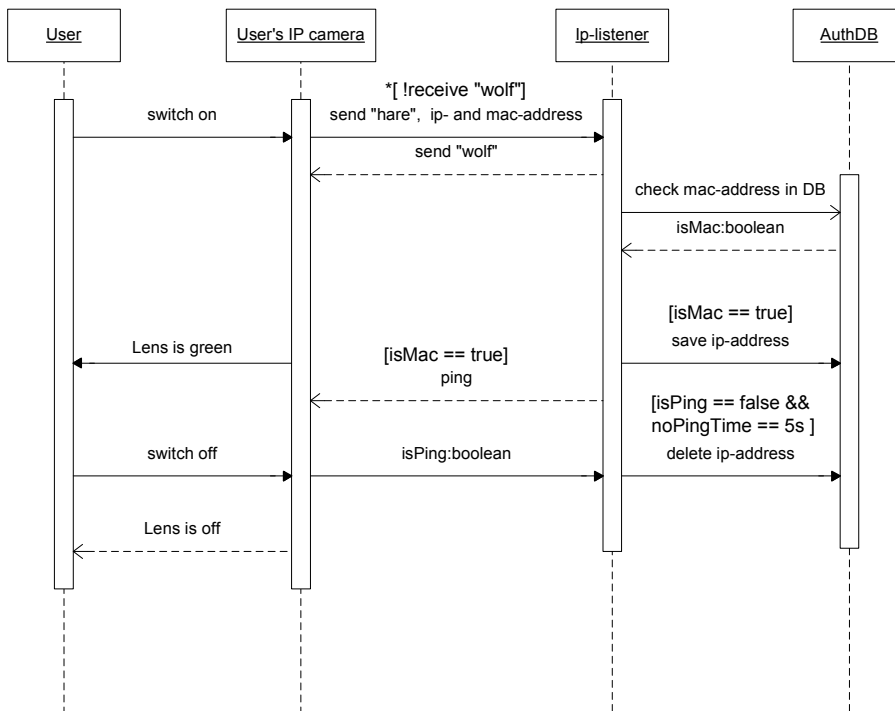 User
User's IP camera
Ip-listener
AuthDB
*[ !receive "wolf"]
switch on
send "hare",  ip- and mac-address
send "wolf"
check mac-address in DB
isMac:boolean
[isMac == true]
save ip-address
Lens is green
[isMac == true]
ping
[isPing == false &&
noPingTime == 5s ]
switch off
isPing:boolean
delete ip-address
Lens is off